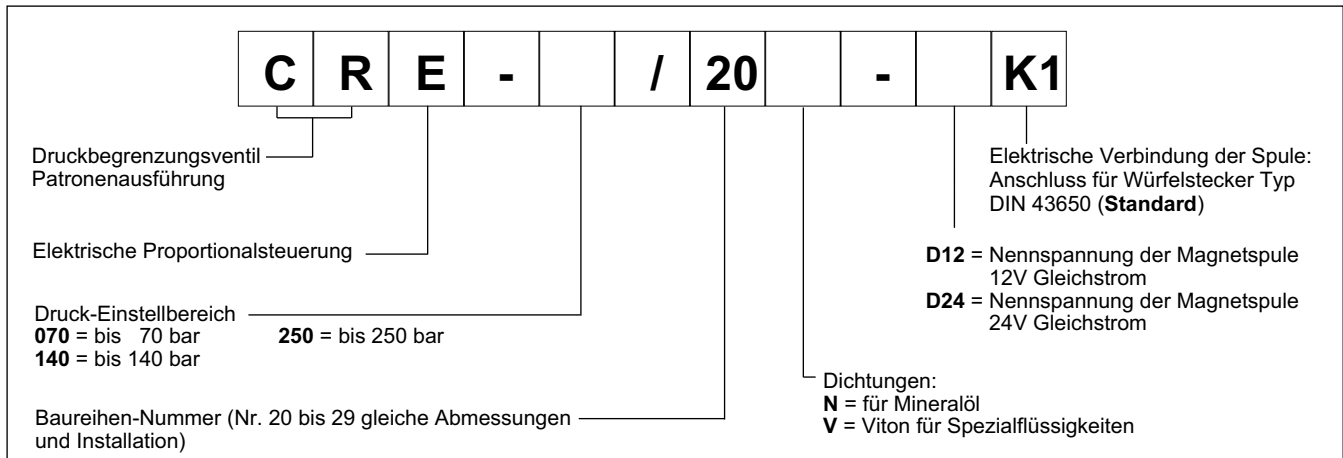 C R E - / 20 - K1
Druckbegrenzungsventil
Patronenausführung
Elektrische Verbindung der Spule:
Anschluss für Würfelstecker Typ
DIN 43650 (Standard)
Elektrische Proportionalsteuerung
D12 = Nennspannung der Magnetspule
12V Gleichstrom
D24 = Nennspannung der Magnetspule
24V Gleichstrom
Druck-Einstellbereich
070 = bis 70 bar 250 = bis 250 bar
140 = bis 140 bar
Dichtungen:
N = für Mineralöl
V = Viton für Spezialflüssigkeiten
Baureihen-Nummer (Nr. 20 bis 29 gleiche Abmessungen
und Installation)